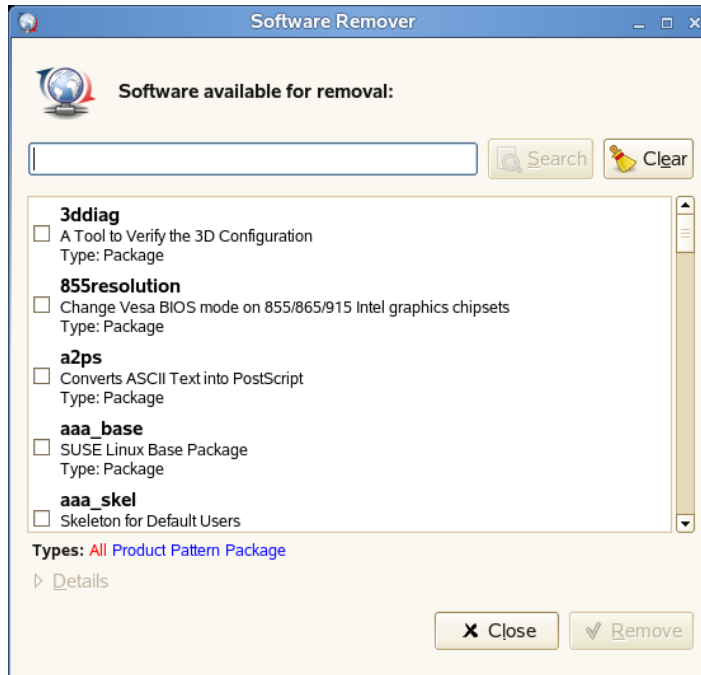 Software Remover
Software available for removal:
Search
Clear
3ddiag
A Tool to Verify the 3D Configuration
Type: Package
855resolution
Change Vesa BIOS mode on 855/865/915 Intel graphics chipsets
Type: Package
a2ps
Converts ASCII Text into PostScript
Type: Package
aaa_base
SUSE Linux Base Package
Type: Package
aaa_skel
Skeleton for Default Users
Types: All Product Pattern Package
Details
Close
Remove